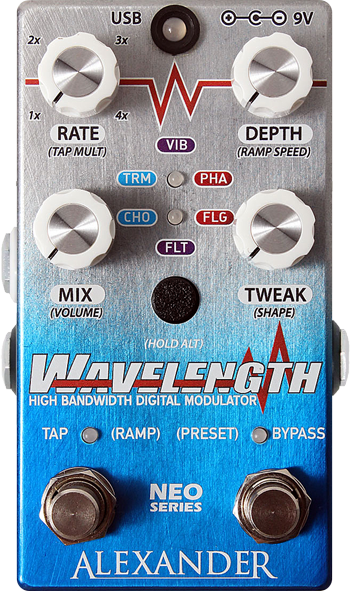 USB 9V
2x 3x
1x 4x
RATE DEPTH
(TAP MULT) (RAMP SPEED)
VIB
TRM PHA
CHO FLG
FLT
MIX TWEAK
(VOLUME) (SHAPE)
(HOLD ALT)
WAVELENGTH
HIGH BANDWIDTH DIGITAL MODULATOR
TAP (RAMP) (PRESET) BYPASS
NEO
SERIES
ALEXANDER